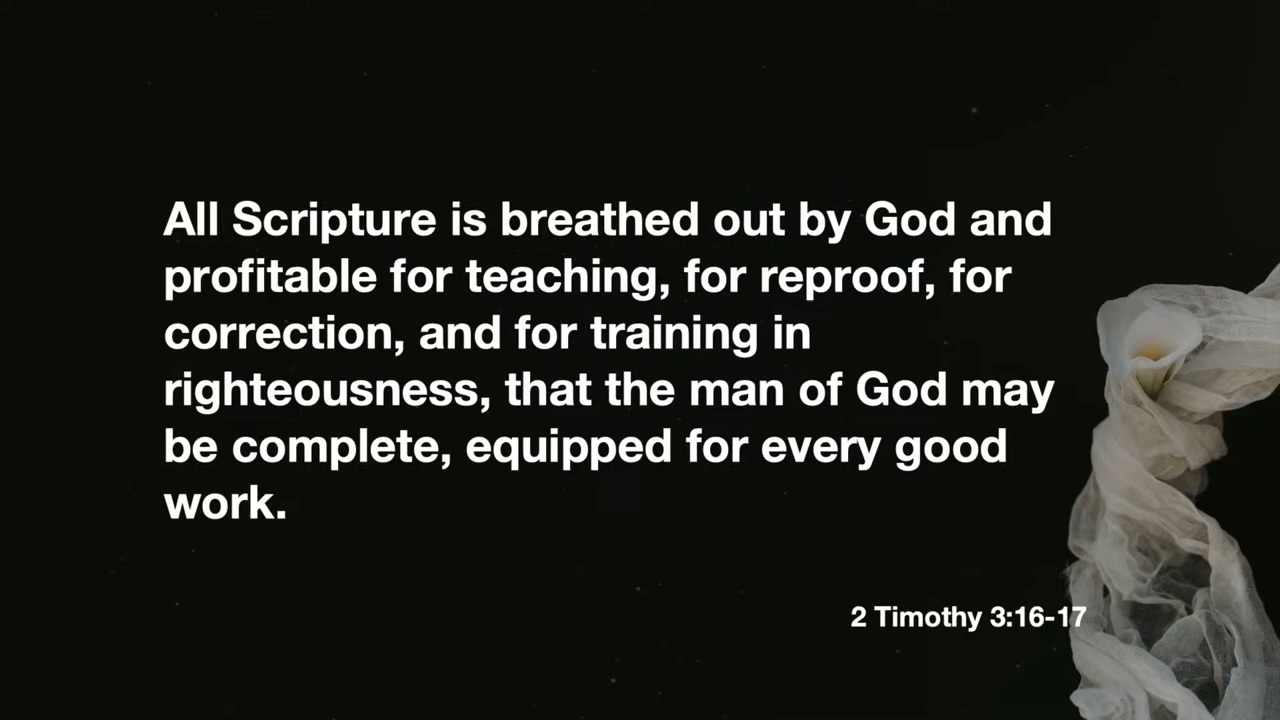 All Scripture is breathed out by God and
profitable for teaching, for reproof, for
correction, and for training in
righteousness, that the man of God may
be complete, equipped for every good
work.
2 Timothy 3:16-17